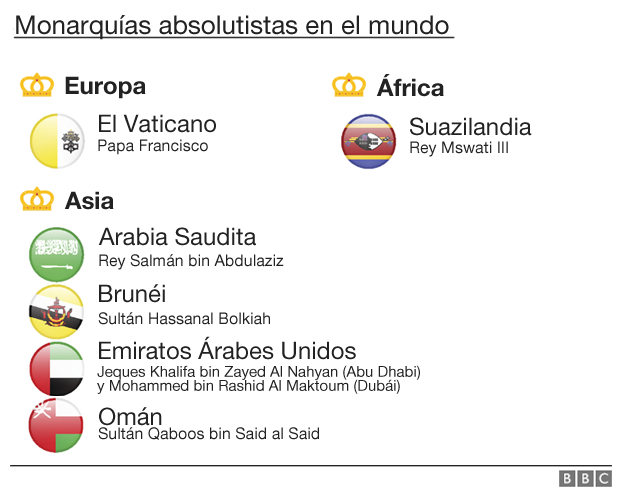 Monarquías absolutistas en el mundo
Europa
El Vaticano
Papa Francisco
África
Suazilandia
Rey Mswati III
Asia
Arabia Saudita
Rey Salmán bin Abdulaziz
Brunéi
Sultán Hassanal Bolkiah
Emiratos Árabes Unidos
Jeques Khalifa bin Zayed Al Nahyan (Abu Dhabi)
y Mohammed bin Rashid Al Maktoum (Dubái)
Omán
Sultán Qaboos bin Said al Said
BBC